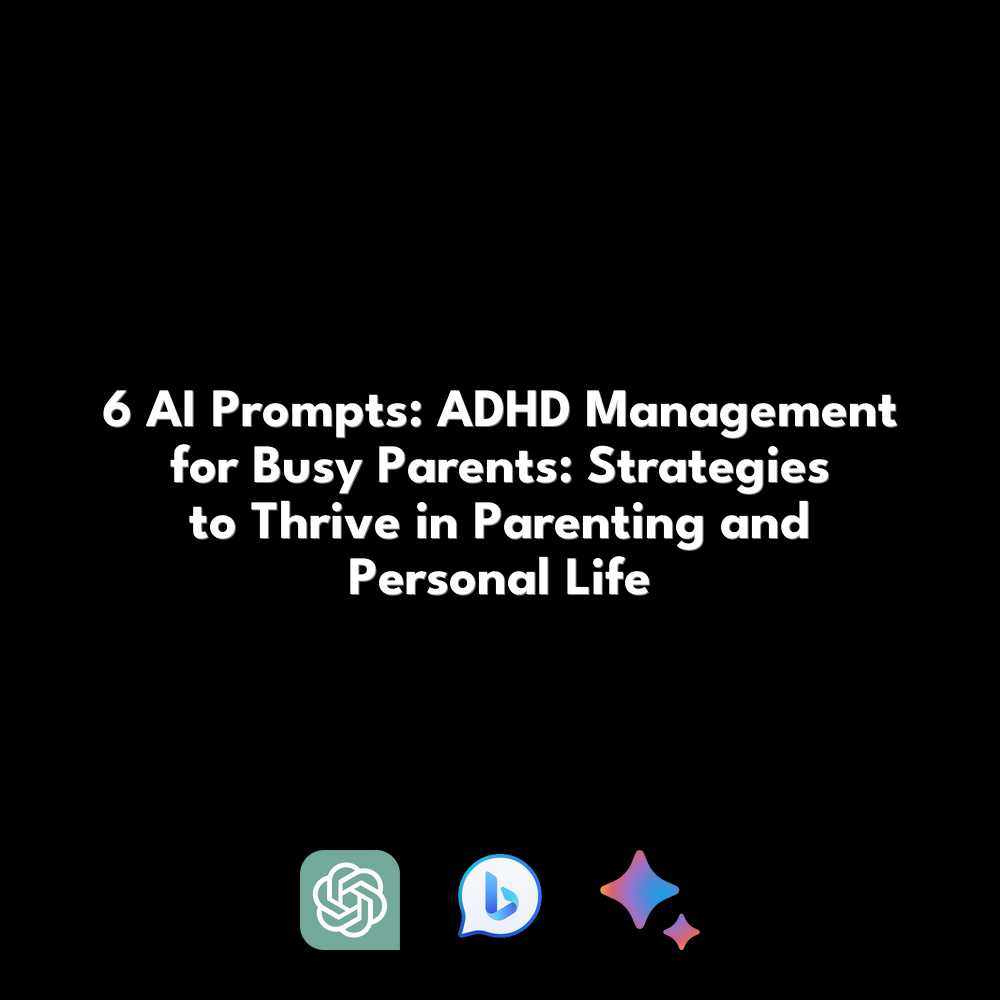 6 AI Prompts: ADHD Management
for Busy Parents: Strategies
to Thrive in Parenting and
Personal Life